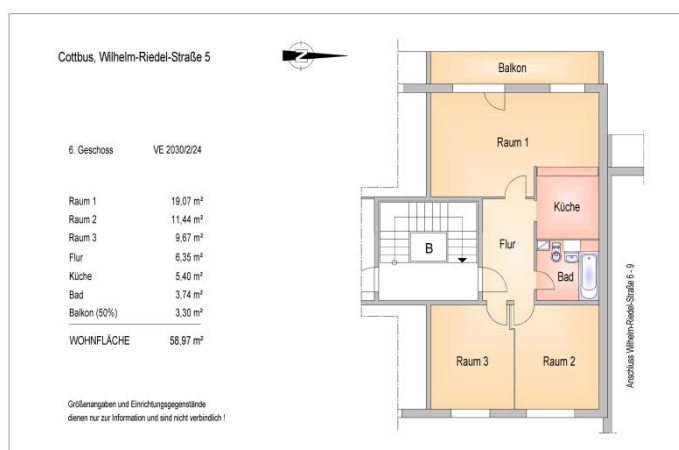 Cottbus, Wilhelm-Riedel-Straße 5
N
6. Geschoss VE 2030/2/24
Raum 1 19,07 m²
Raum 2 11,44 m²
Raum 3 9,67 m²
Flur 6,35 m²
Küche 5,40 m²
Bad 3,74 m²
Balkon (50%) 3,30 m²
WOHNFLÄCHE 58,97 m²
Größenangaben und Einrichtungsgegenstände
dienen nur zur Information und sind nicht verbindlich !
Balkon
Raum 1
Küche
Flur
B
Bad
Raum 3
Raum 2
Anschluss Wilhelm-Riedel-Straße 6 - 9